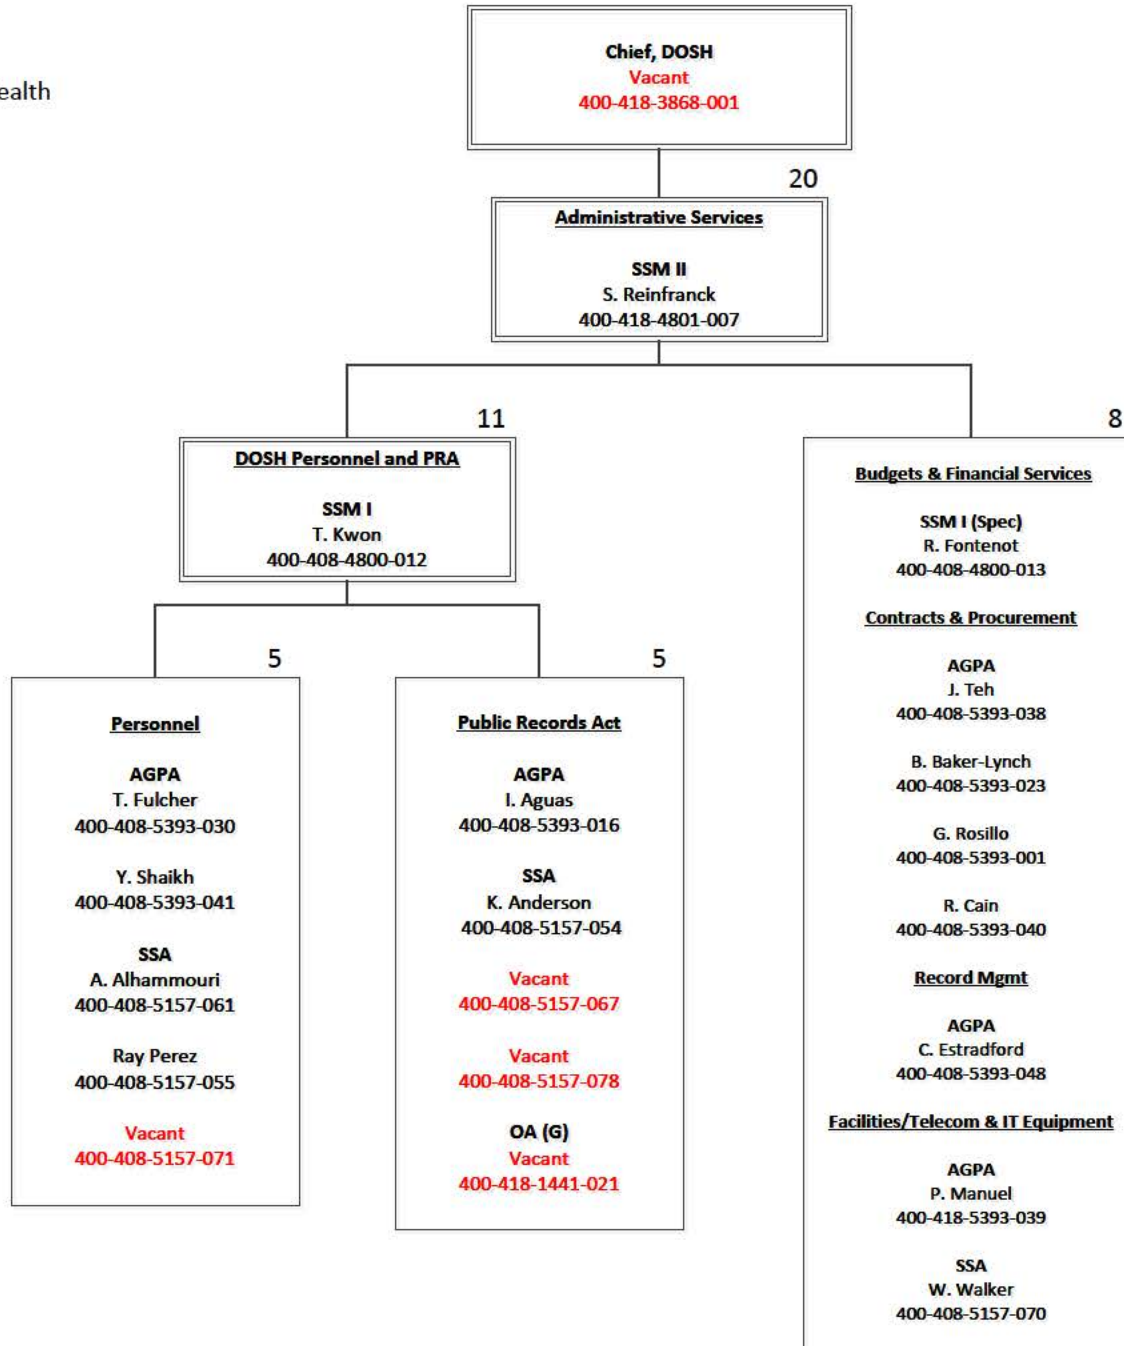 ealth
Chief, DOSH
Vacant
400-418-3868-001
20
Administrative Services
SSM II
S. Reinfranck
400-418-4801-007
11
DOSH Personnel and PRA
SSM I
T. Kwon
400-408-4800-012
5
Personnel
AGPA
T. Fulcher
400-408-5393-030
Y. Shaikh
400-408-5393-041
SSA
A. Alhammouri
400-408-5157-061
Ray Perez
400-408-5157-055
Vacant
400-408-5157-071
5
Public Records Act
AGPA
I. Aguas
400-408-5393-016
SSA
K. Anderson
400-408-5157-054
Vacant
400-408-5157-067
Vacant
400-408-5157-078
OA (G)
Vacant
400-418-1441-021
8
Budgets & Financial Services
SSM I (Spec)
R. Fontenot
400-408-4800-013
Contracts & Procurement
AGPA
J. Teh
400-408-5393-038
B. Baker-Lynch
400-408-5393-023
G. Rosillo
400-408-5393-001
R. Cain
400-408-5393-040
Record Mgmt
AGPA
C. Estradford
400-408-5393-048
Facilities/Telecom & IT Equipment
AGPA
P. Manuel
400-418-5393-039
SSA
W. Walker
400-408-5157-070